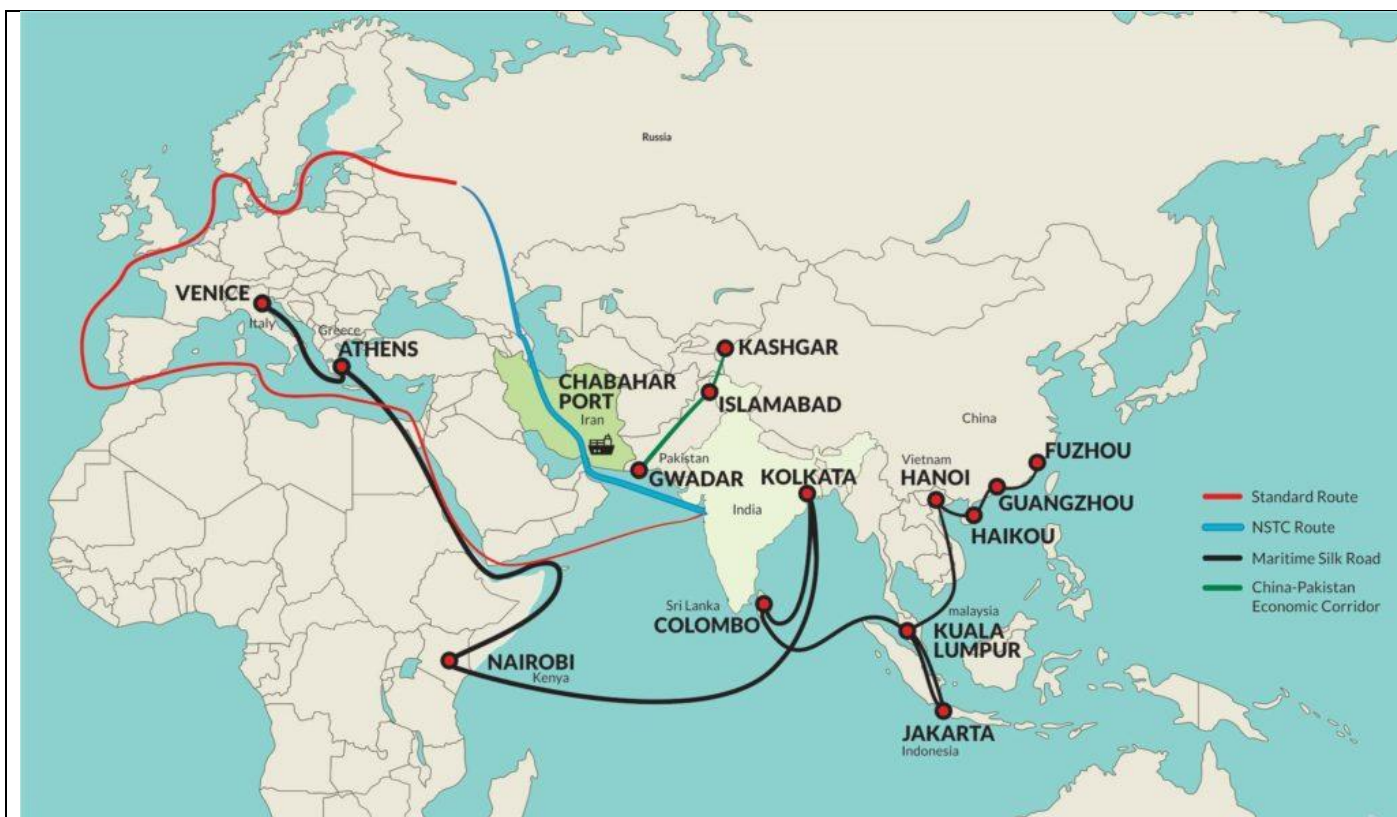 Russia
VENICE
Italy
Greece
ATHENS
KASHGAR
CHABAHAR
PORT
Iran
ISLAMABAD
China
Pakistan
GWADAR
KOLKATA
India
Vietnam
HANOI
FUZHOU
GUANGZHOU
HAIKOU
Standard Route
NSTC Route
Maritime Silk Road
China-Pakistan
Economic Corridor
Sri Lanka
COLOMBO
malaysia
KUALA
LUMPUR
NAIROBI
Kenya
JAKARTA
Indonesia